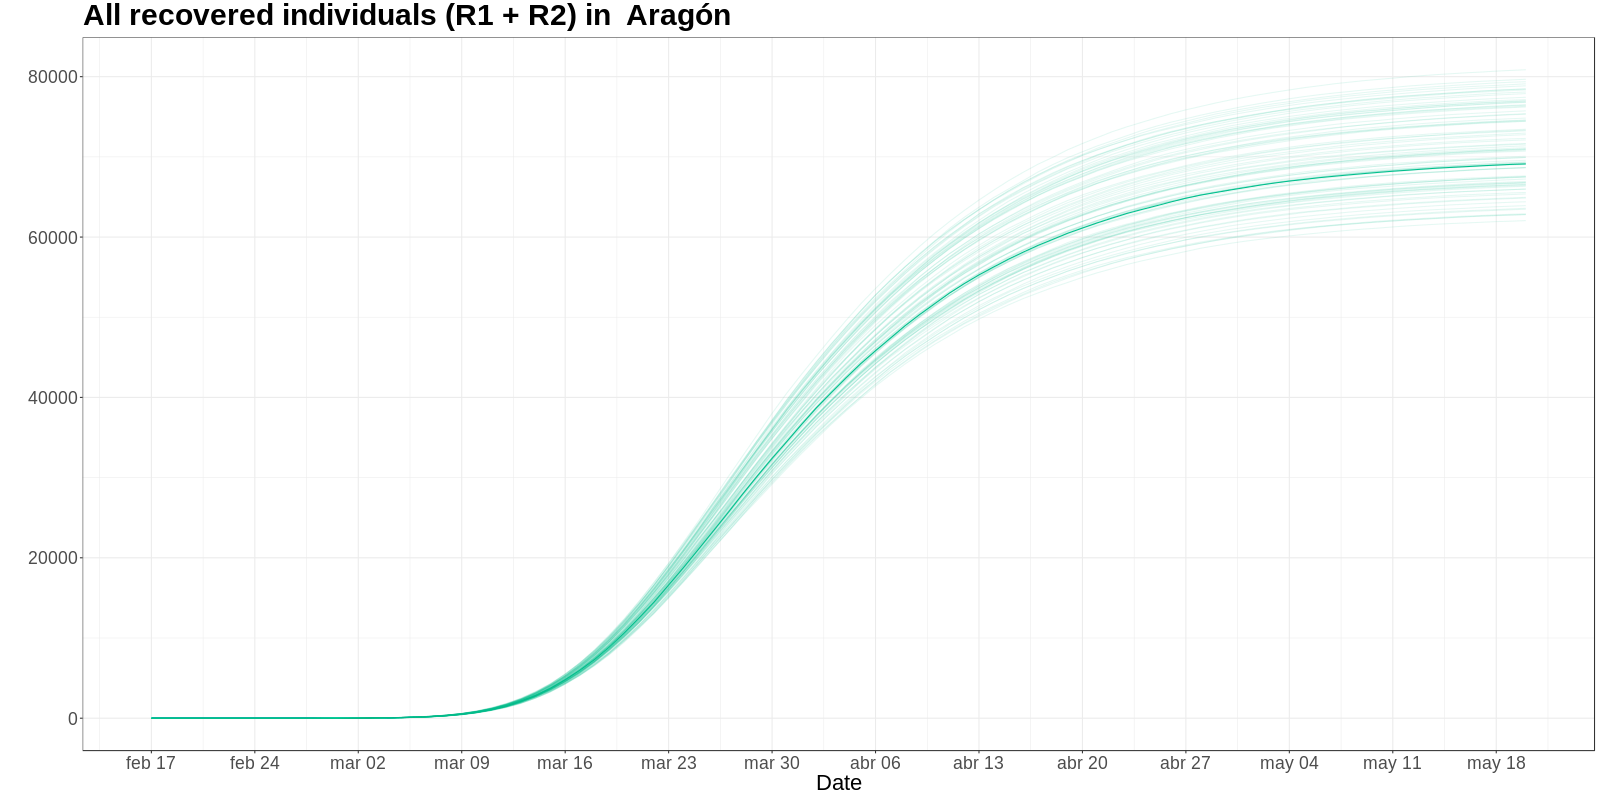 All recovered individuals (R1 + R2) in  Aragón
80000
60000
40000
20000
0
feb 17 feb 24 mar 02 mar 09 mar 16 mar 23 mar 30 abr 06 abr 13 abr 20 abr 27 may 04 may 11 may 18
Date